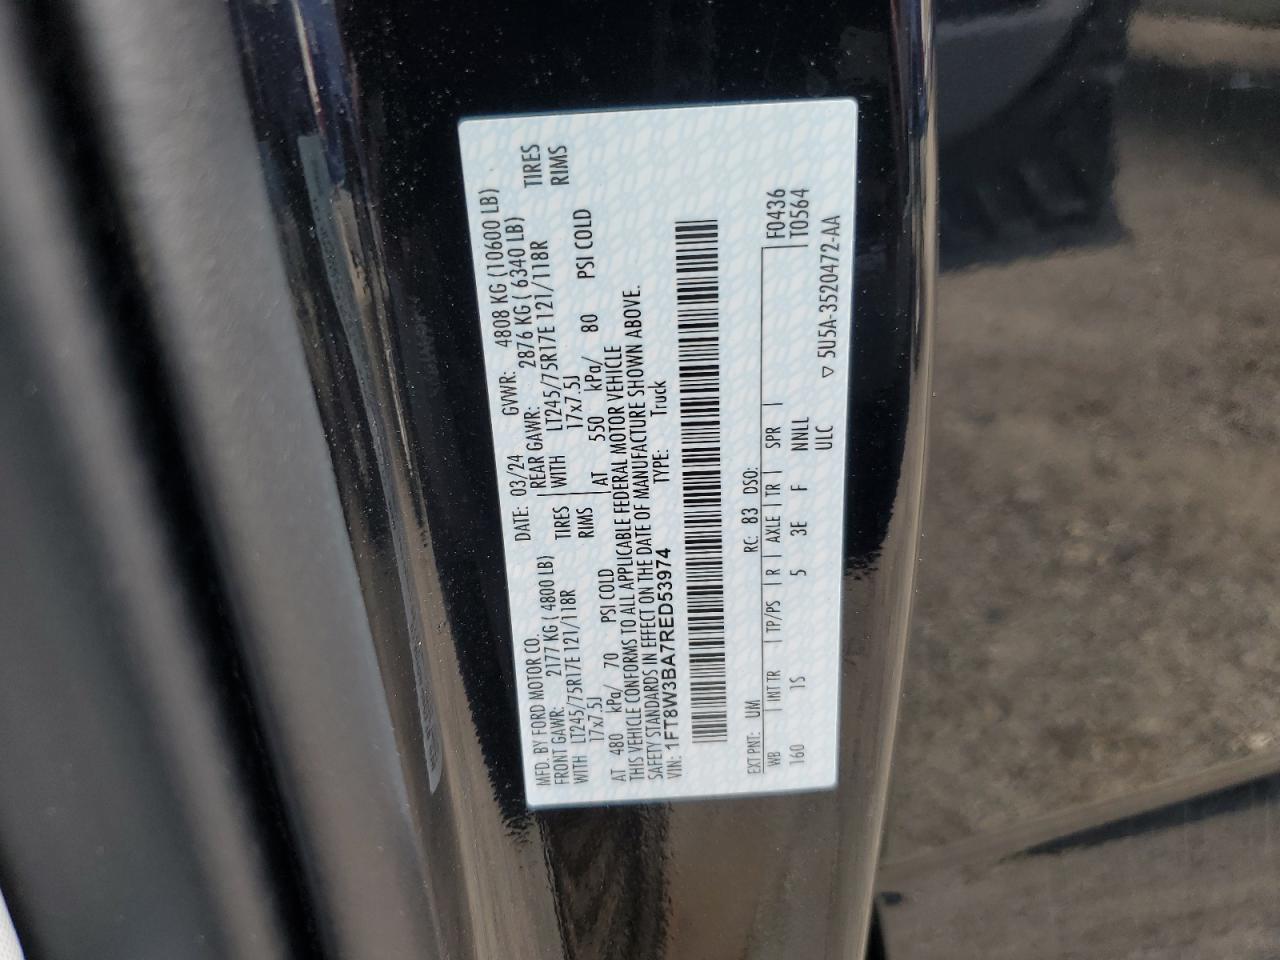 MFD. BY FORD MOTOR CO.
DATE: 03/24 GVWR: 4808 KG (10600 LB)
FRONT GAWR: 2177 KG ( 4800 LB) REAR GAWR: 2876 KG ( 6340 LB)
WITH LT245/75R17E 121/118R TIRES WITH LT245/75R17E 121/118R TIRES
17x7.5J RIMS 17x7.5J RIMS
AT 480 kPa/ 70 PSI COLD AT 550 kPa/ 80 PSI COLD
THIS VEHICLE CONFORMS TO ALL APPLICABLE FEDERAL MOTOR VEHICLE
SAFETY STANDARDS IN EFFECT ON THE DATE OF MANUFACTURE SHOWN ABOVE.
VIN: 1FT8W3BA7RED53974 TYPE: Truck
EXT PNT: UM RC: 83 DSO:
WB INT TR TP/PS R AXLE TR SPR F0436
160 1S 5 3E F NNLL T0564
ULC ▽ 5U5A-3520472-AA